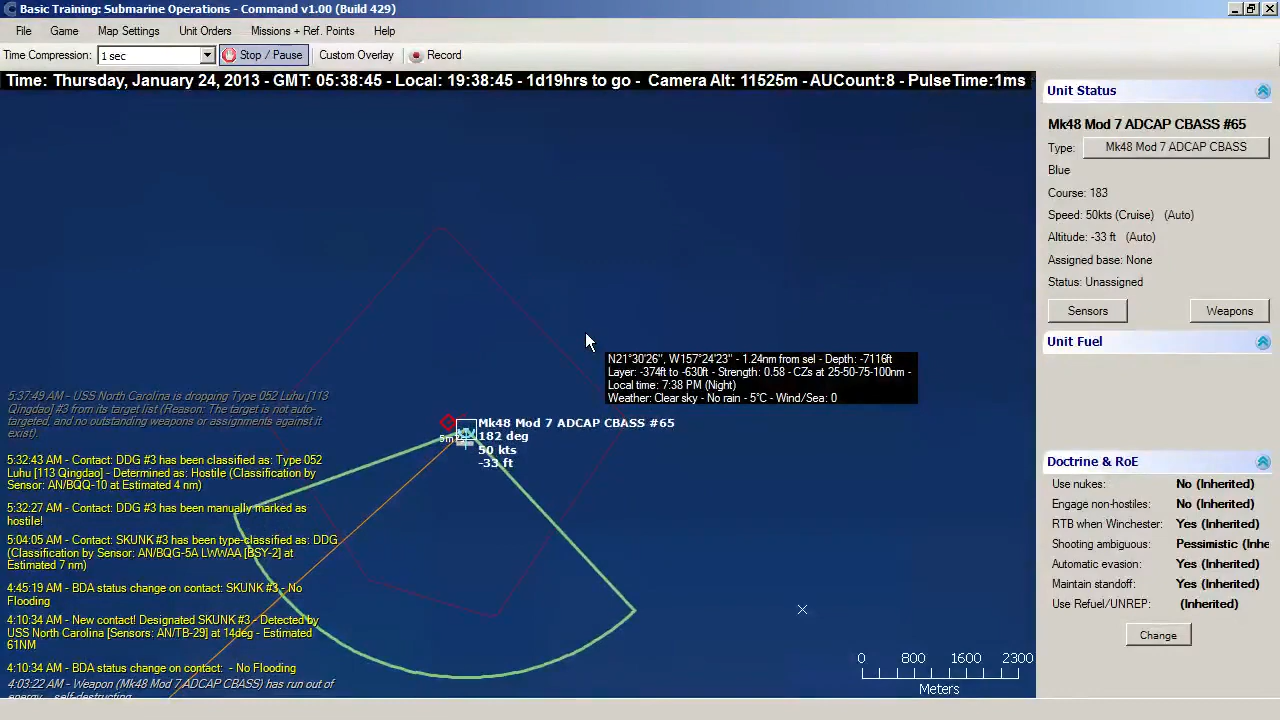 Basic Training: Submarine Operations - Command v1.00 (Build 429)
File Game Map Settings Unit Orders Missions + Ref. Points Help
Time Compression: 1 sec Stop / Pause Custom Overlay Record
Time: Thursday, January 24, 2013 - GMT: 05:38:45 - Local: 19:38:45 - 1d19hrs to go - Camera Alt: 11525m - AUCount:8 - PulseTime:1ms
N21°30'26", W157°24'23" - 1.24nm from sel - Depth: -7116ft
Layer: -374ft to -630ft - Strength: 0.58 - CZs at 25-50-75-100nm -
Local time: 7:38 PM (Night)
Weather: Clear sky - No rain - 5°C - Wind/Sea: 0
Mk48 Mod 7 ADCAP CBASS #65
182 deg
50 kts
-33 ft
5:37:49 AM - USS North Carolina is dropping Type 052
Luhu [113 Qingdao] #3 from its target list (Reason: The target is not auto-
targeted, and no outstanding weapons or assignments against it
exist).
5:32:43 AM - Contact: DDG #3 has been classified as: Type 052
Luhu [113 Qingdao] - Determined as: Hostile (Classification by
Sensor: AN/BQQ-10 at Estimated 4 nm)
5:32:27 AM - Contact: DDG #3 has been manually marked as
hostile!
5:04:05 AM - Contact: SKUNK #3 has been type-classified as: DDG
(Classification by Sensor: AN/BQG-5A LWWAA [BSY-2] at
Estimated 7 nm)
4:45:19 AM - BDA status change on contact: SKUNK #3 - No
Flooding
4:10:34 AM - New contact! Designated SKUNK #3 - Detected by
USS North Carolina [Sensors: AN/TB-29] at 14deg - Estimated
61NM
4:10:34 AM - BDA status change on contact: - No Flooding
4:03:22 AM - Weapon (Mk48 Mod 7 ADCAP CBASS) has run out of
energy - self-destructing
0 800 1600 2300
Meters
Unit Status
Mk48 Mod 7 ADCAP CBASS #65
Type: Mk48 Mod 7 ADCAP CBASS
Blue
Course: 183
Speed: 50kts (Cruise) (Auto)
Altitude: -33 ft (Auto)
Assigned base: None
Status: Unassigned
Sensors Weapons
Unit Fuel
Doctrine & RoE
Use nukes: No (Inherited)
Engage non-hostiles: No (Inherited)
RTB when Winchester: Yes (Inherited)
Shooting ambiguous: Pessimistic (Inhe
Automatic evasion: Yes (Inherited)
Maintain standoff: Yes (Inherited)
Use Refuel/UNREP: (Inherited)
Change